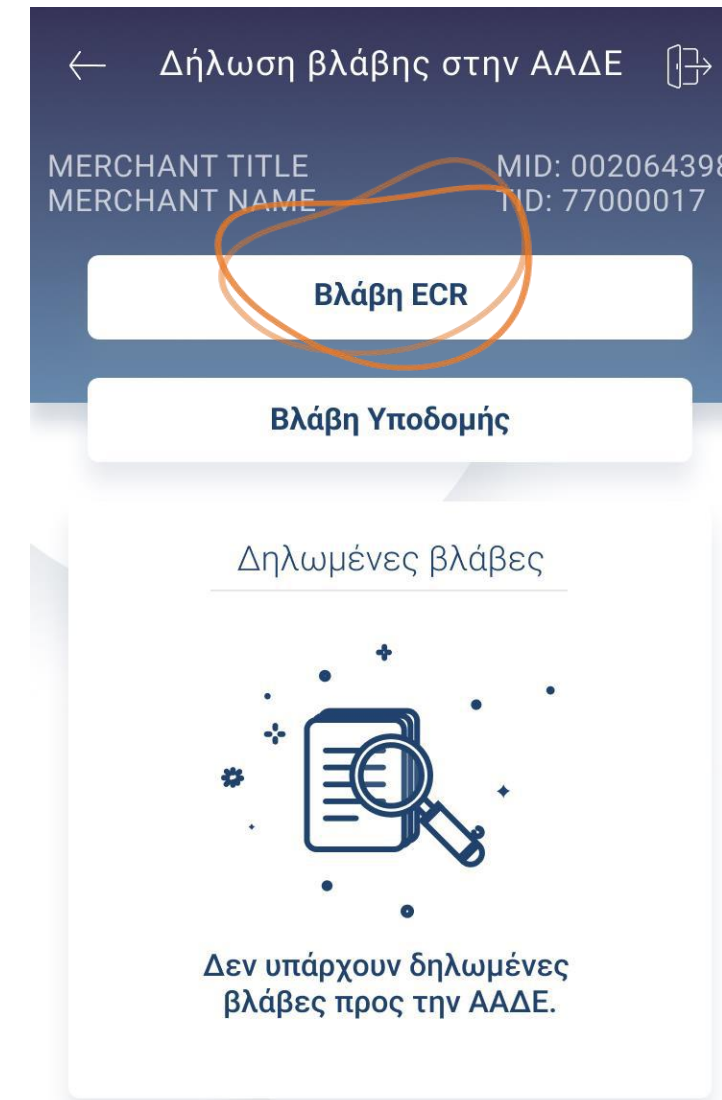 Δήλωση βλάβης στην ΑΑΔΕ
MERCHANT TITLE MID: 002064398
MERCHANT NAME TID: 77000017
Βλάβη ECR
Βλάβη Υποδομής
Δηλωμένες βλάβες
Δεν υπάρχουν δηλωμένες
βλάβες προς την ΑΑΔΕ.